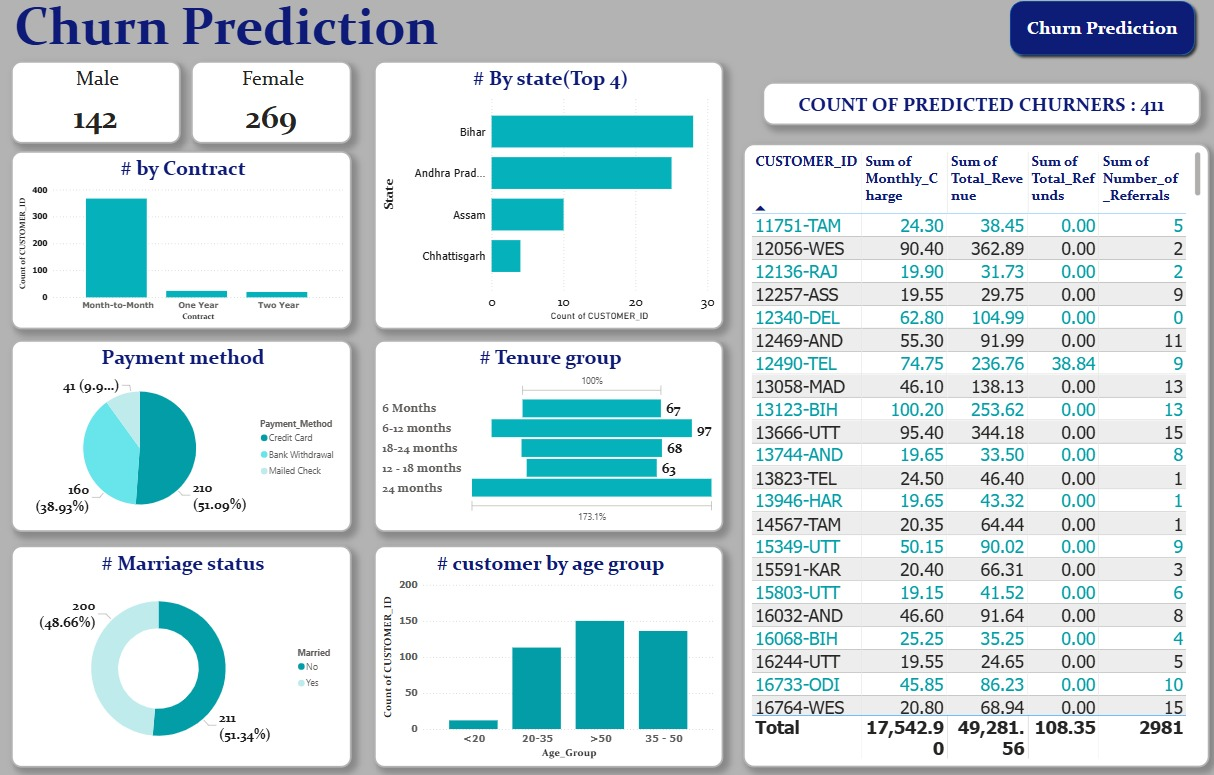 Churn Prediction
Churn Prediction
Male
142
Female
269
# by Contract
Count of CUSTOMER_ID
400
300
200
100
0
Month-to-Month
One Year
Two Year
Contract
# By state(Top 4)
State
Bihar
Andhra Prad...
Assam
Chhattisgarh
0
10
20
30
Count of CUSTOMER_ID
COUNT OF PREDICTED CHURNERS : 411
Payment method
41 (9.9...)
160
(38.93%)
210
(51.09%)
Payment_Method
Credit Card
Bank Withdrawal
Mailed Check
# Tenure group
100%
6 Months 67
6-12 months 97
18-24 months 68
12 - 18 months 63
24 months
173.1%
# Marriage status
200
(48.66%)
211
(51.34%)
Married
No
Yes
# customer by age group
Count of CUSTOMER_ID
200
150
100
50
0
<20
20-35
>50
35 - 50
Age_Group
CUSTOMER_ID Sum of Sum of Sum of Sum of
Monthly_C Total_Reve Total_Ref Number_of
harge nue unds _Referrals
11751-TAM 24.30 38.45 0.00 5
12056-WES 90.40 362.89 0.00 2
12136-RAJ 19.90 31.73 0.00 2
12257-ASS 19.55 29.75 0.00 9
12340-DEL 62.80 104.99 0.00 0
12469-AND 55.30 91.99 0.00 11
12490-TEL 74.75 236.76 38.84 9
13058-MAD 46.10 138.13 0.00 13
13123-BIH 100.20 253.62 0.00 13
13666-UTT 95.40 344.18 0.00 15
13744-AND 19.65 33.50 0.00 8
13823-TEL 24.50 46.40 0.00 1
13946-HAR 19.65 43.32 0.00 1
14567-TAM 20.35 64.44 0.00 1
15349-UTT 50.15 90.02 0.00 9
15591-KAR 20.40 66.31 0.00 3
15803-UTT 19.15 41.52 0.00 6
16032-AND 46.60 91.64 0.00 8
16068-BIH 25.25 35.25 0.00 4
16244-UTT 19.55 24.65 0.00 5
16733-ODI 45.85 86.23 0.00 10
16764-WES 20.80 68.94 0.00 15
Total 17,542.9 49,281. 108.35 2981
0 56